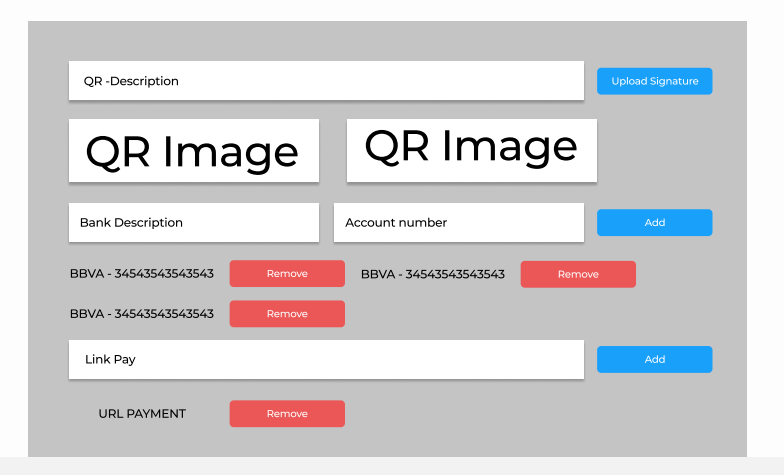 QR -Description
Upload Signature
QR Image
QR Image
Bank Description
Account number
Add
BBVA - 34543543543543
Remove
BBVA - 34543543543543
Remove
BBVA - 34543543543543
Remove
Link Pay
Add
URL PAYMENT
Remove